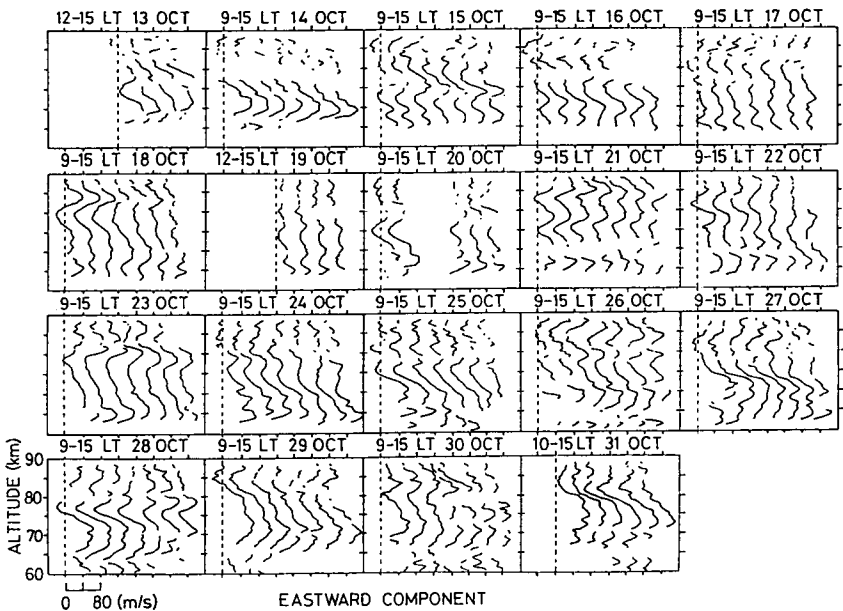 12-15 LT 13 OCT 9-15 LT 14 OCT 9-15 LT 15 OCT 9-15 LT 16 OCT 9-15 LT 17 OCT
9-15 LT 18 OCT 12-15 LT 19 OCT 9-15 LT 20 OCT 9-15 LT 21 OCT 9-15 LT 22 OCT
9-15 LT 23 OCT 9-15 LT 24 OCT 9-15 LT 25 OCT 9-15 LT 26 OCT 9-15 LT 27 OCT
9-15 LT 28 OCT 9-15 LT 29 OCT 9-15 LT 30 OCT 10-15 LT 31 OCT
ALTITUDE (km)
90
80
70
60
0 80 (m/s)
EASTWARD COMPONENT